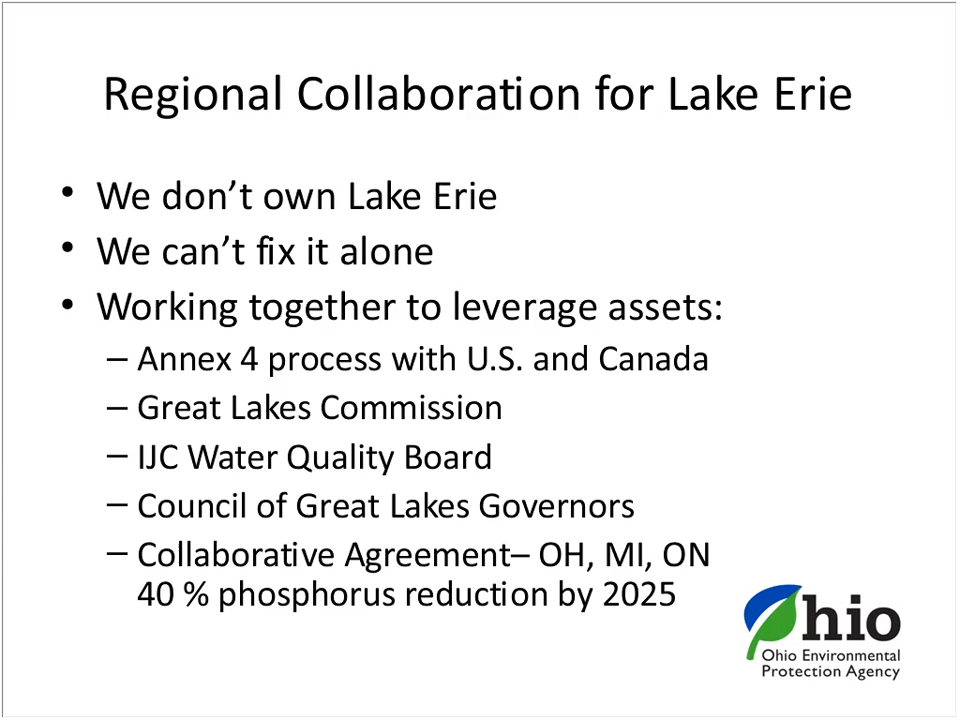 Regional Collaboration for Lake Erie
• We don’t own Lake Erie
• We can’t fix it alone
• Working together to leverage assets:
– Annex 4 process with U.S. and Canada
– Great Lakes Commission
– IJC Water Quality Board
– Council of Great Lakes Governors
– Collaborative Agreement– OH, MI, ON
40 % phosphorus reduction by 2025
Ohio
Ohio Environmental
Protection Agency